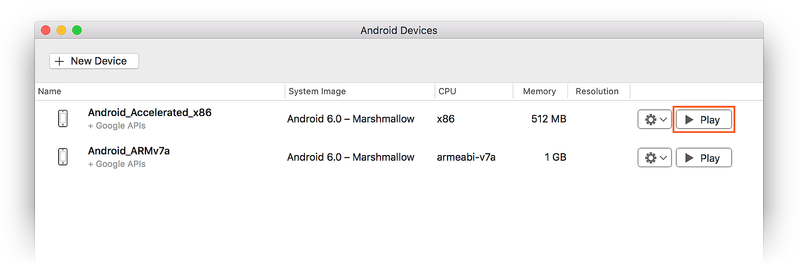 Android Devices
+ New Device
Name System Image CPU Memory Resolution
Android_Accelerated_x86
+ Google APIs
Android 6.0 – Marshmallow x86 512 MB Play
Android_ARMv7a
+ Google APIs
Android 6.0 – Marshmallow armeabi-v7a 1 GB Play